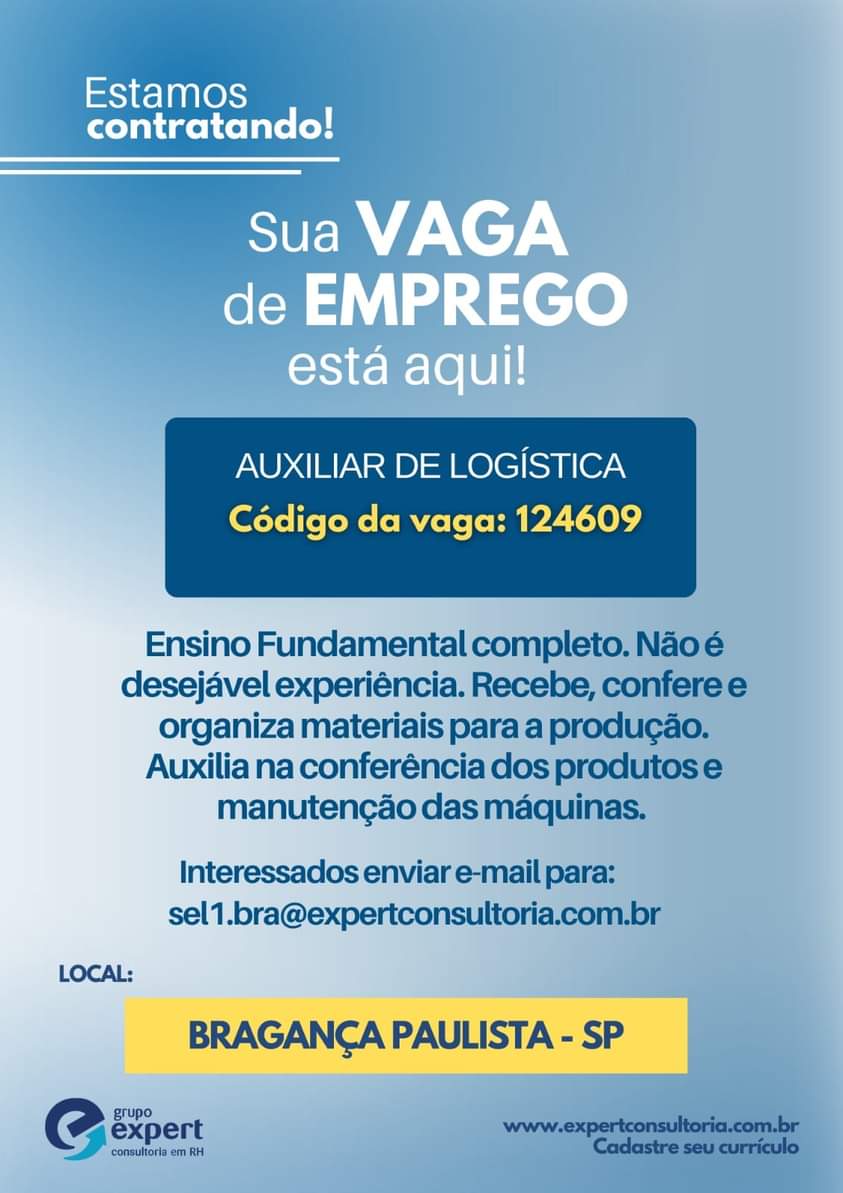 Estamos
contratando!
Sua VAGA
de EMPREGO
está aqui!
AUXILIAR DE LOGÍSTICA
Código da vaga: 124609
Ensino Fundamental completo. Não é
desejável experiência. Recebe, confere e
organiza materiais para a produção.
Auxilia na conferência dos produtos e
manutenção das máquinas.
Interessados enviar e-mail para:
sel1.bra@expertconsultoria.com.br
LOCAL:
BRAGANÇA PAULISTA - SP
grupo
expert
consultoria em RH
www.expertconsultoria.com.br
Cadastre seu currículo